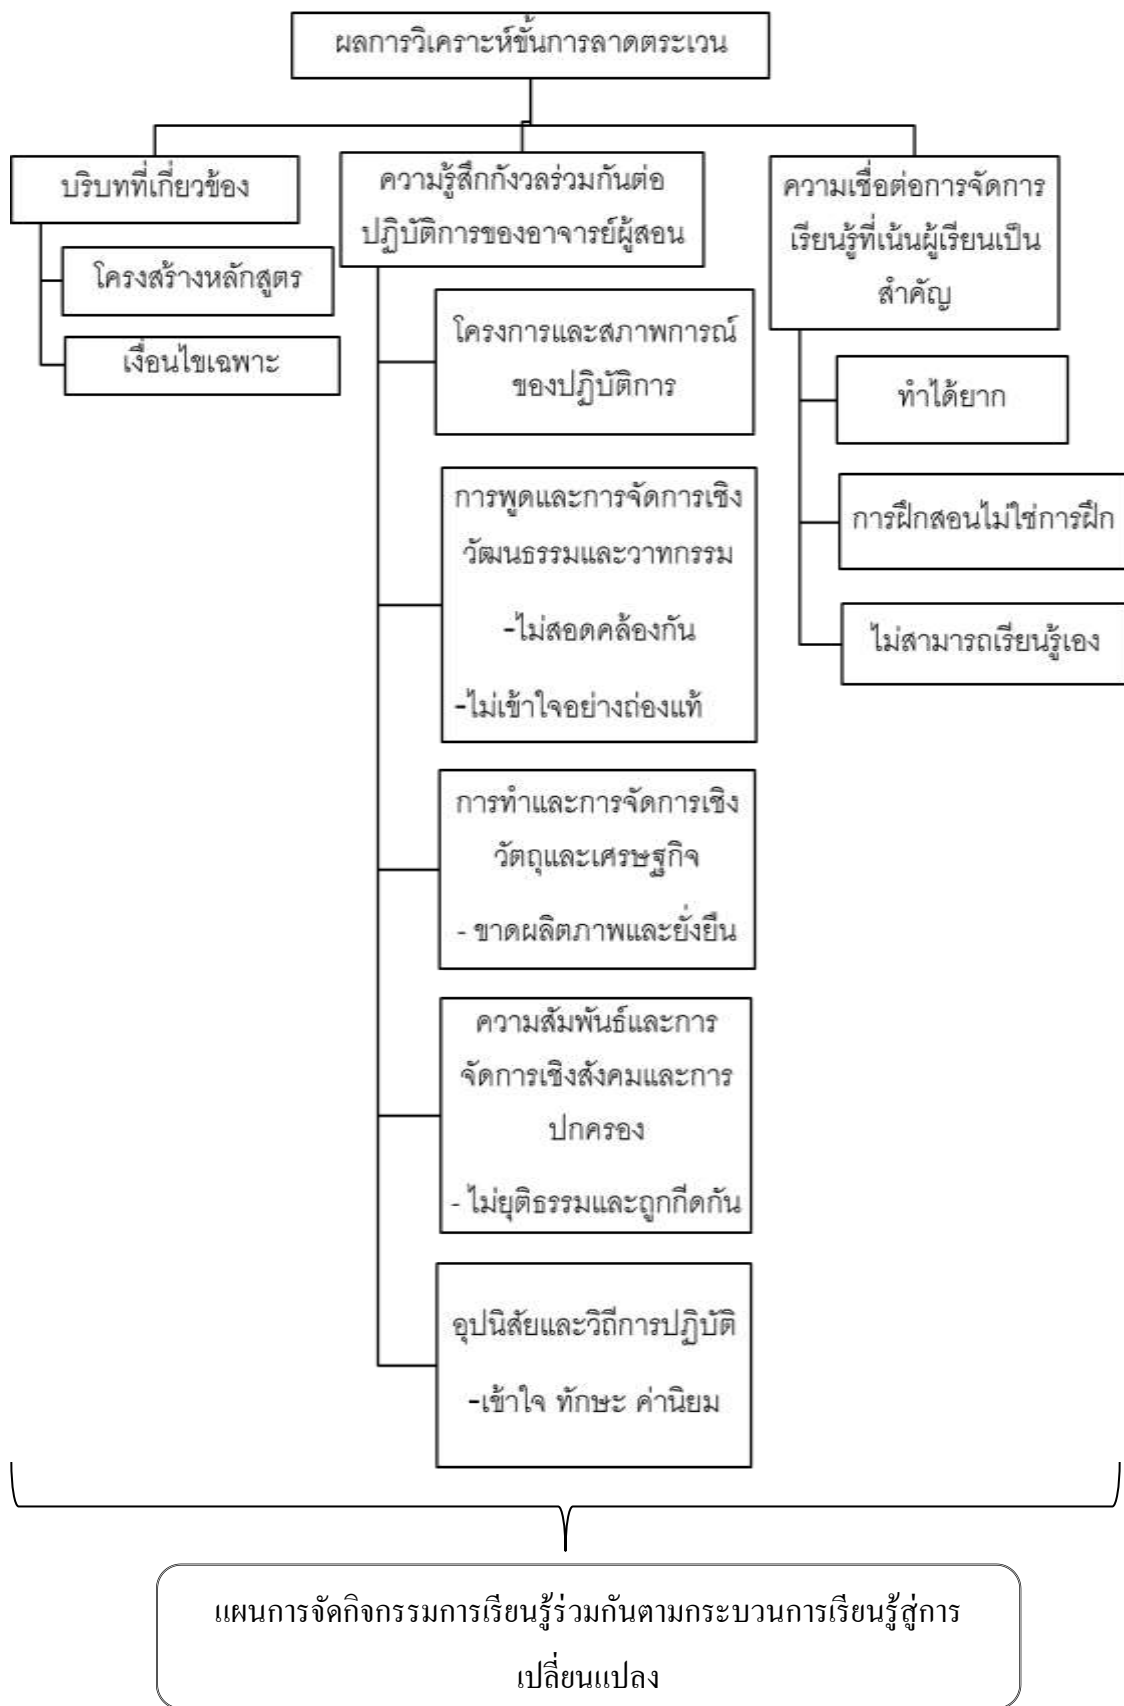 ผลการวิเคราะห์ขั้นการลาดตระเวน
บริบทที่เกี่ยวข้อง
โครงสร้างหลักสูตร
เงื่อนไขเฉพาะ
ความรู้สึกกังวลร่วมกันต่อ
ปฏิบัติการของอาจารย์ผู้สอน
โครงการและสภาพการณ์
ของปฏิบัติการ
การพูดและการจัดการเชิง
วัฒนธรรมและวาทกรรม
-ไม่สอดคล้องกัน
-ไม่เข้าใจอย่างถ่องแท้
การทำและการจัดการเชิง
วัตถุและเศรษฐกิจ
- ขาดผลิตภาพและยั่งยืน
ความสัมพันธ์และการ
จัดการเชิงสังคมและการ
ปกครอง
- ไม่ยุติธรรมและถูกกีดกัน
อุปนิสัยและวิถีการปฏิบัติ
-เข้าใจ ทักษะ ค่านิยม
ความเชื่อต่อการจัดการ
เรียนรู้ที่เน้นผู้เรียนเป็น
สำคัญ
ทำได้ยาก
การฝึกสอนไม่ใช่การฝึก
ไม่สามารถเรียนรู้เอง
แผนการจัดกิจกรรมการเรียนรู้ร่วมกันตามกระบวนการเรียนรู้สู่การ
เปลี่ยนแปลง